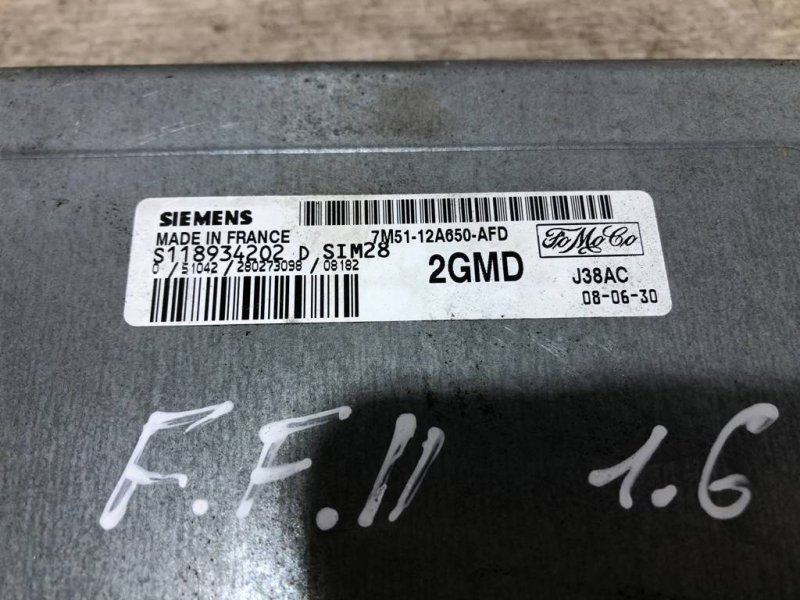 SIEMENS
MADE IN FRANCE 7M51-12A650-AFD FoMoCo
S118934202 D SIM28
0 / 51042 / 280273098 / 08182 2GMD J38AC
08-06-30
F.F.II 1.6